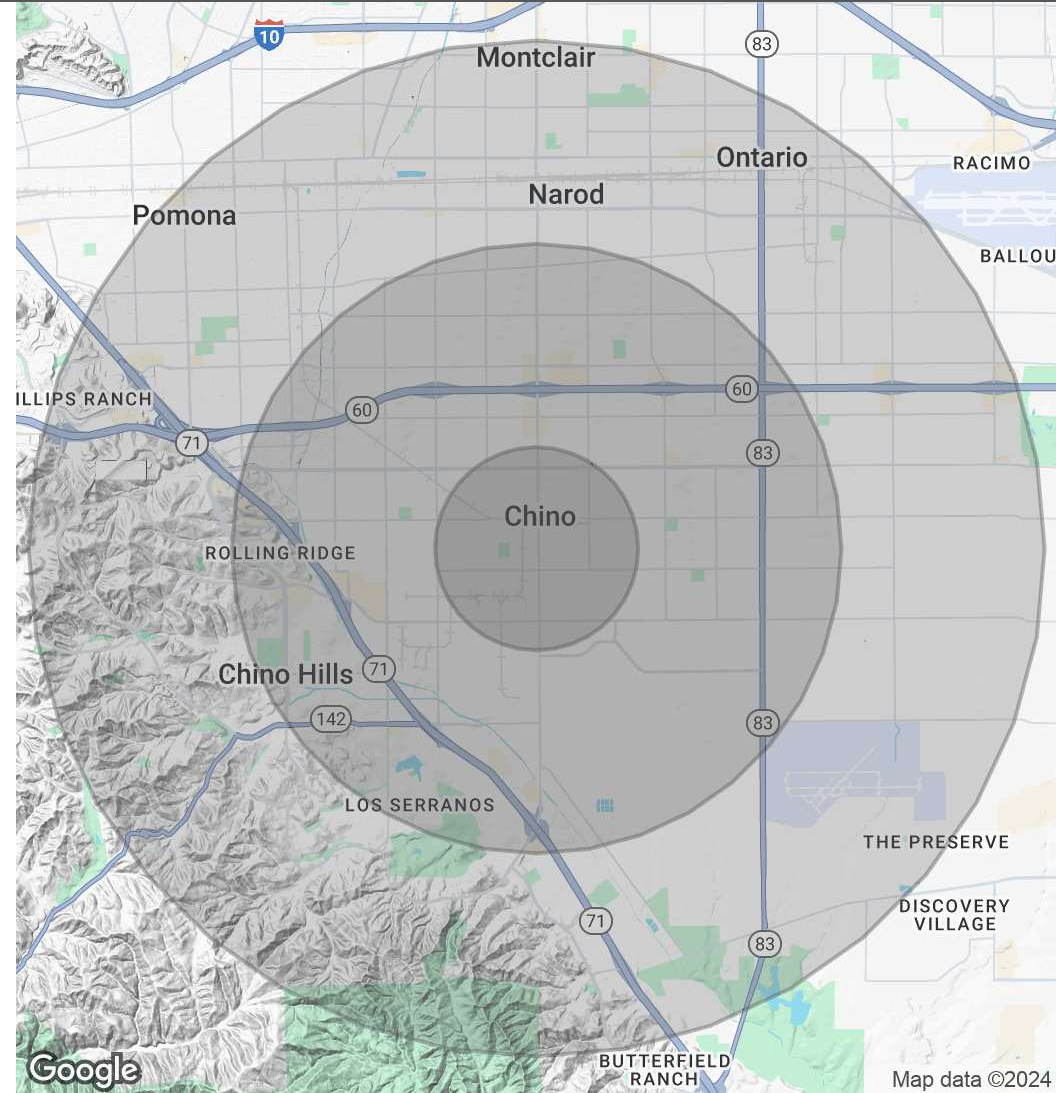 10
83
Montclair
Ontario
RACIMO
Narod
Pomona
BALLOU
60
ILLIPS RANCH
60
71
83
Chino
ROLLING RIDGE
Chino Hills
71
142
83
LOS SERRANOS
THE PRESERVE
DISCOVERY
VILLAGE
71
83
BUTTERFIELD
RANCH
Google
Map data ©2024